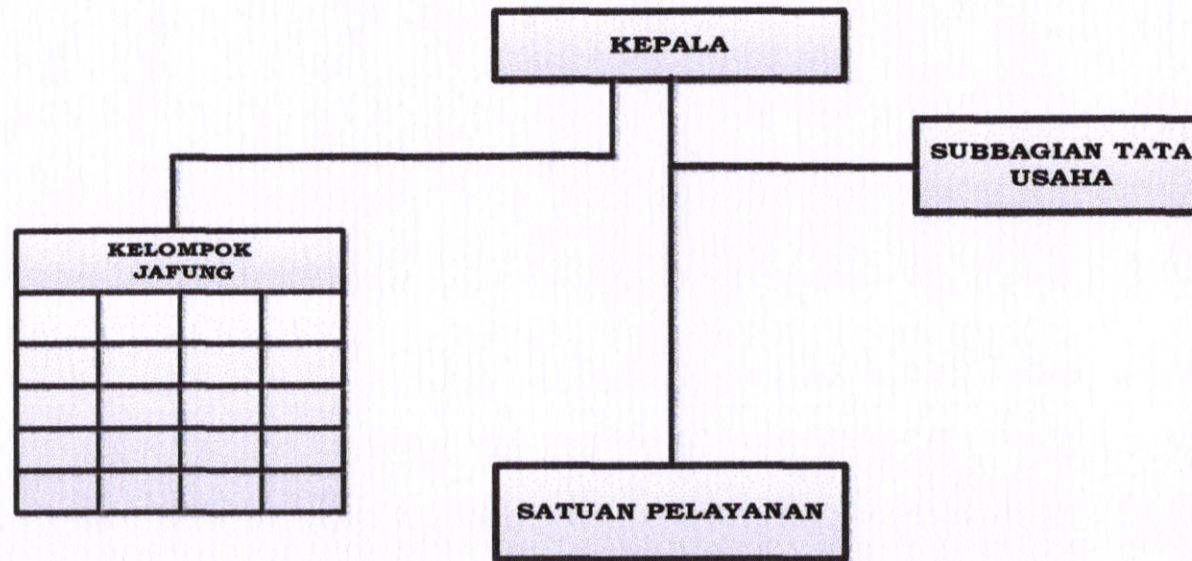 KEPALA
SUBBAGIAN TATA
USAHA
KELOMPOK
JAFUNG
SATUAN PELAYANAN